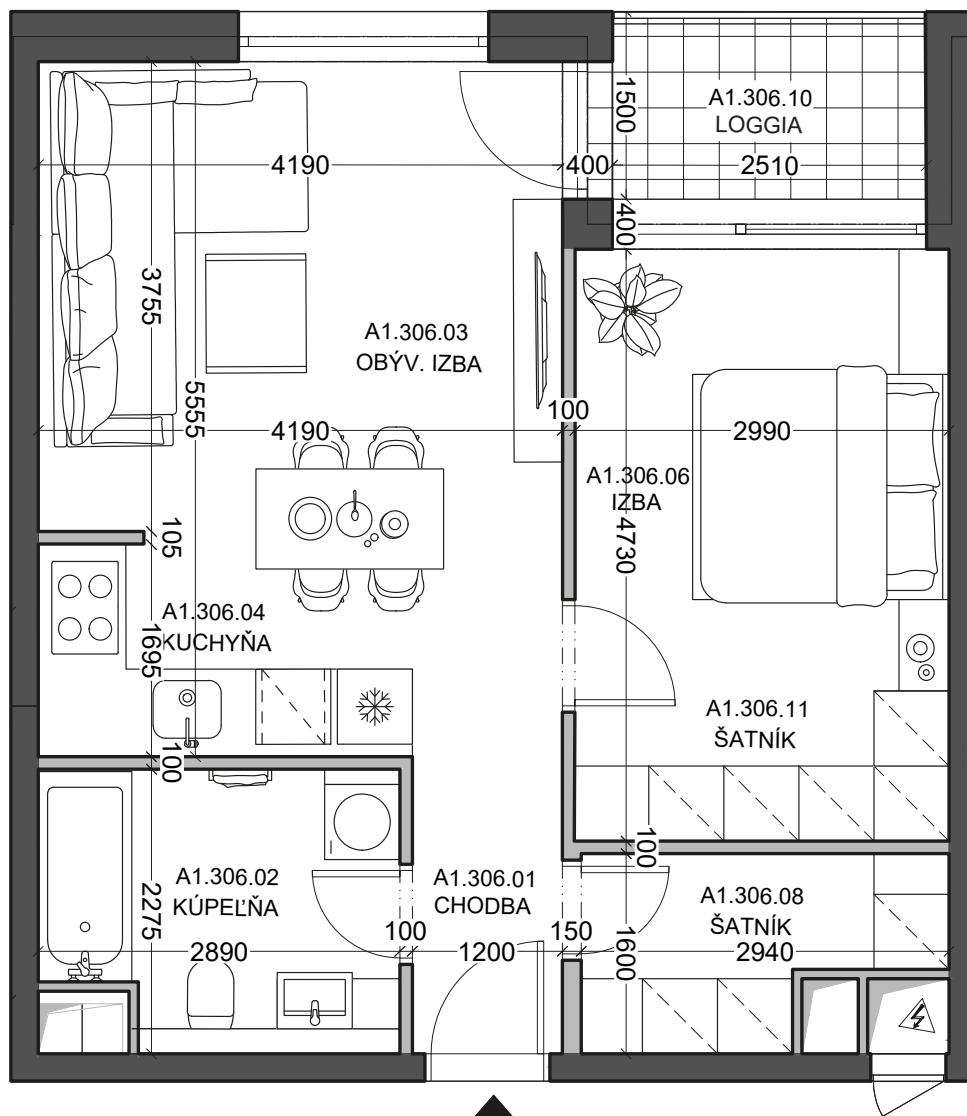 A1.306.10
LOGGIA
1500
4190
400
2510
400
3755
A1.306.03
OBÝV. IZBA
5555
100
4190
2990
A1.306.06
IZBA
4730
105
A1.306.04
KUCHYŇA
1695
A1.306.11
ŠATNÍK
100
100
A1.306.02
KÚPEĽŇA
A1.306.01
CHODBA
A1.306.08
ŠATNÍK
2275
2890
100
1200
150
1600
2940